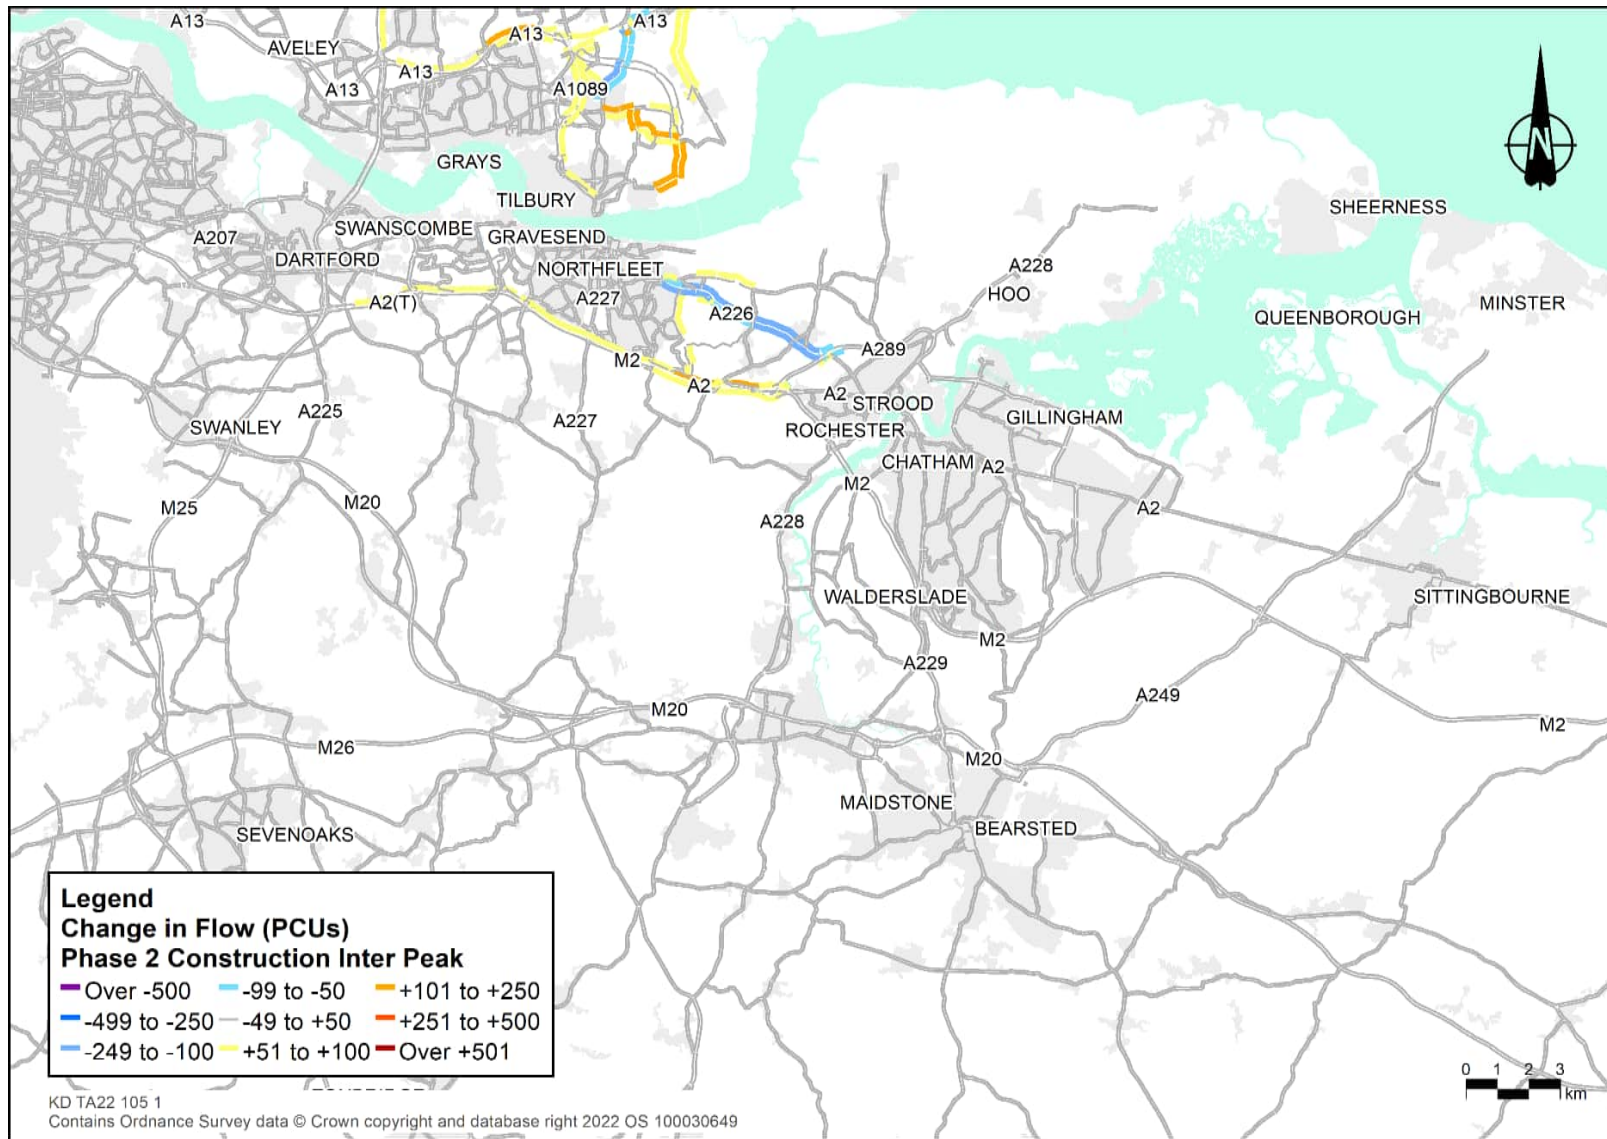 A13
A13
AVELEY
A13
A13
A13
A1089
N
GRAYS
TILBURY
SHEERNESS
SWANSCOMBE
A207
GRAVESEND
DARTFORD
NORTHFLEET
A228
HOO
A2(T)
A227
A226
MINSTER
QUEENBOROUGH
M2
A289
A2
A2
STROOD
A225
SWANLEY
A227
ROCHESTER
GILLINGHAM
CHATHAM
A2
M2
M25
M20
A228
A2
WALDERSLADE
SITTINGBOURNE
M2
A229
A249
M20
M2
M26
M20
MAIDSTONE
BEARSTED
SEVENOAKS
Legend
Change in Flow (PCUs)
Phase 2 Construction Inter Peak
Over -500 -99 to -50 +101 to +250
-499 to -250 -49 to +50 +251 to +500
-249 to -100 +51 to +100 Over +501
0 1 2 3
km
KD TA22 105 1
Contains Ordnance Survey data © Crown copyright and database right 2022 OS 100030649